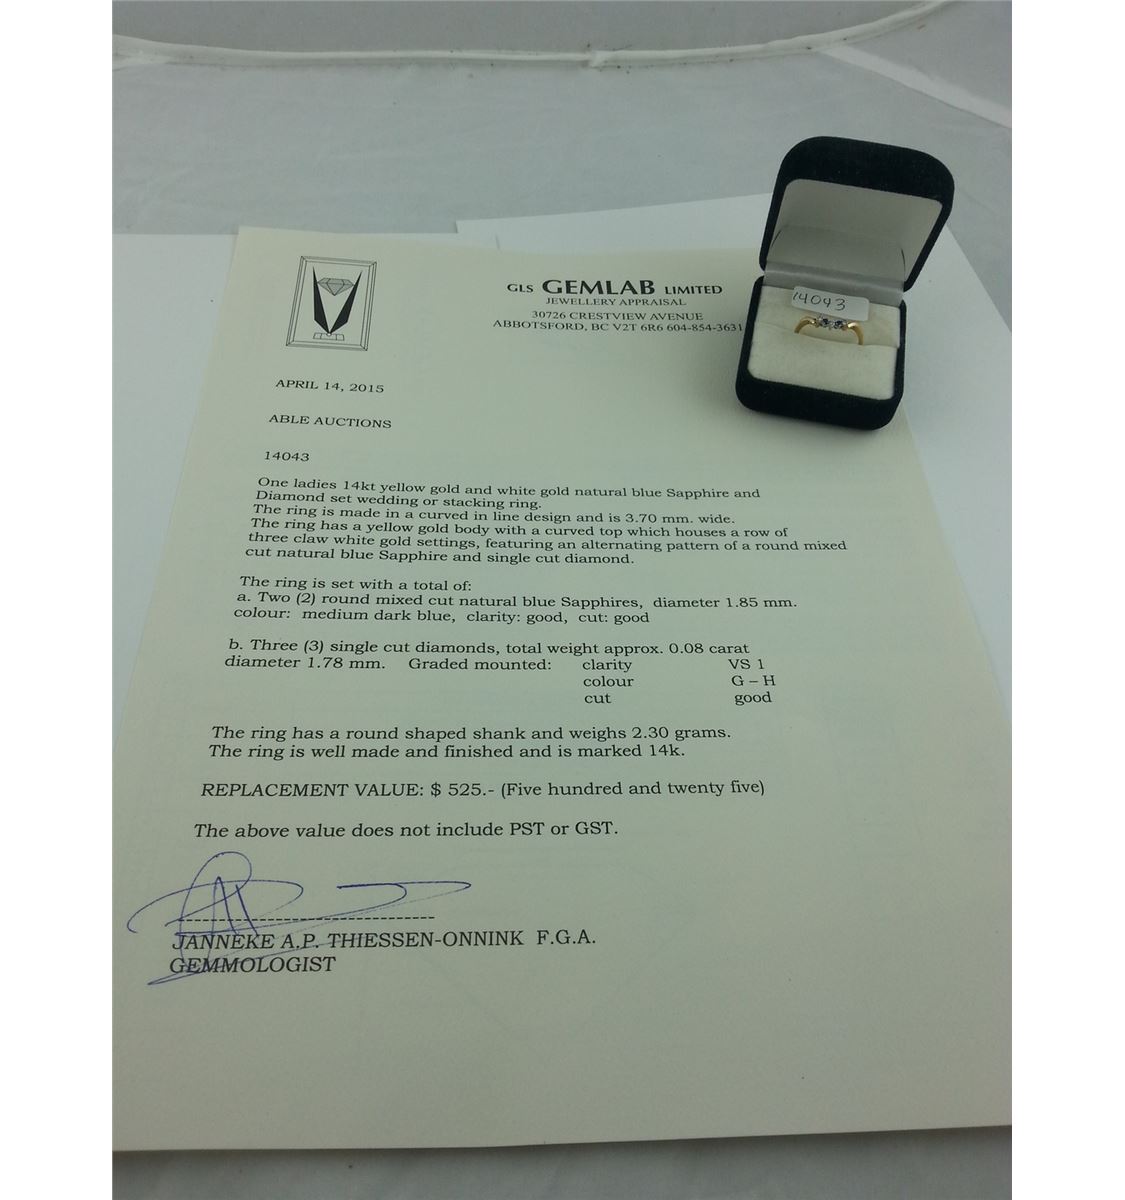 GLS GEMLAB LIMITED
JEWELLERY APPRAISAL
30726 CRESTVIEW AVENUE
ABBOTSFORD, BC V2T 6R6 604-854-3631
14043
APRIL 14, 2015
ABLE AUCTIONS
14043
One ladies 14kt yellow gold and white gold natural blue Sapphire and
Diamond set wedding or stacking ring.
The ring is made in a curved in line design and is 3.70 mm. wide.
The ring has a yellow gold body with a curved top which houses a row of
three claw white gold settings, featuring an alternating pattern of a round mixed
cut natural blue Sapphire and single cut diamond.
The ring is set with a total of:
a. Two (2) round mixed cut natural blue Sapphires, diameter 1.85 mm.
colour: medium dark blue, clarity: good, cut: good
b. Three (3) single cut diamonds, total weight approx. 0.08 carat
diameter 1.78 mm. Graded mounted: clarity VS 1
colour G – H
cut good
The ring has a round shaped shank and weighs 2.30 grams.
The ring is well made and finished and is marked 14k.
REPLACEMENT VALUE: $ 525.- (Five hundred and twenty five)
The above value does not include PST or GST.
JANNEKE A.P. THIESSEN-ONNINK F.G.A.
GEMMOLOGIST